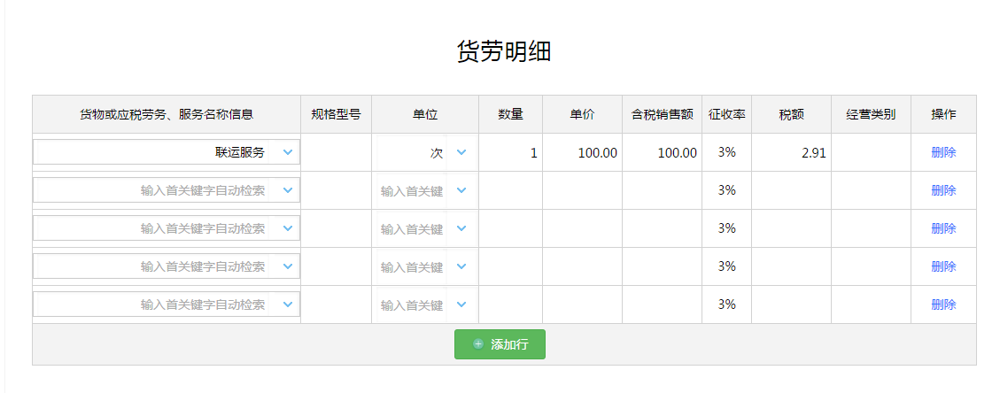 货劳明细
货物或应税劳务、服务名称信息 规格型号 单位 数量 单价 含税销售额 征收率 税额 经营类别 操作
联运服务 次 1 100.00 100.00 3% 2.91 删除
输入首关键字自动检索 输入首关键 3% 删除
输入首关键字自动检索 输入首关键 3% 删除
输入首关键字自动检索 输入首关键 3% 删除
输入首关键字自动检索 输入首关键 3% 删除
添加行